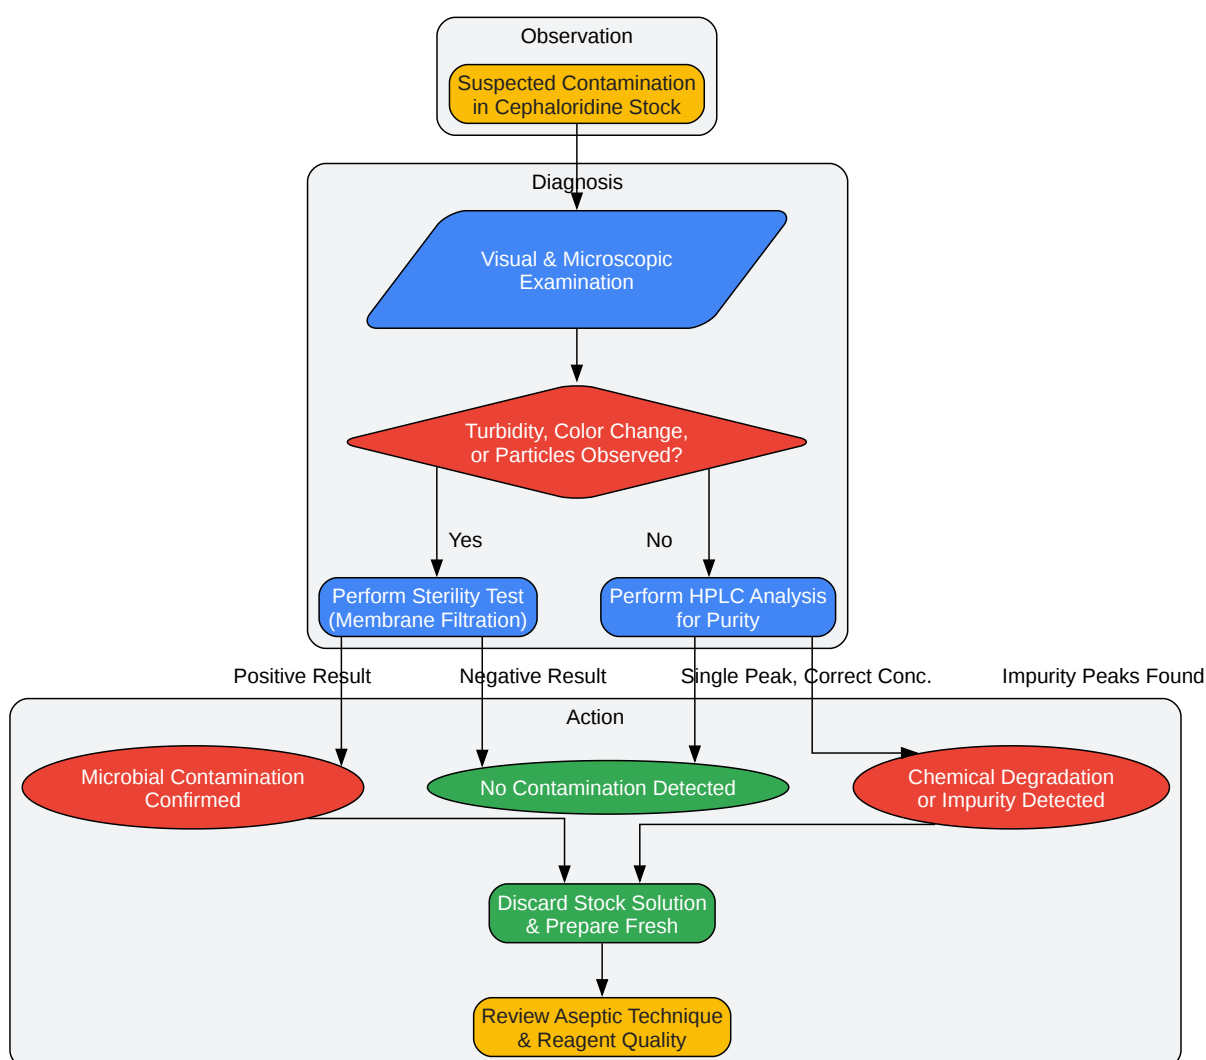 Observation
Suspected Contamination
in Cephaloridine Stock
Diagnosis
Visual & Microscopic
Examination
Turbidity, Color Change,
or Particles Observed?
Yes
No
Perform Sterility Test
(Membrane Filtration)
Perform HPLC Analysis
for Purity
Positive Result
Negative Result
Single Peak, Correct Conc.
Impurity Peaks Found
Action
Microbial Contamination
Confirmed
No Contamination Detected
Chemical Degradation
or Impurity Detected
Discard Stock Solution
& Prepare Fresh
Review Aseptic Technique
& Reagent Quality